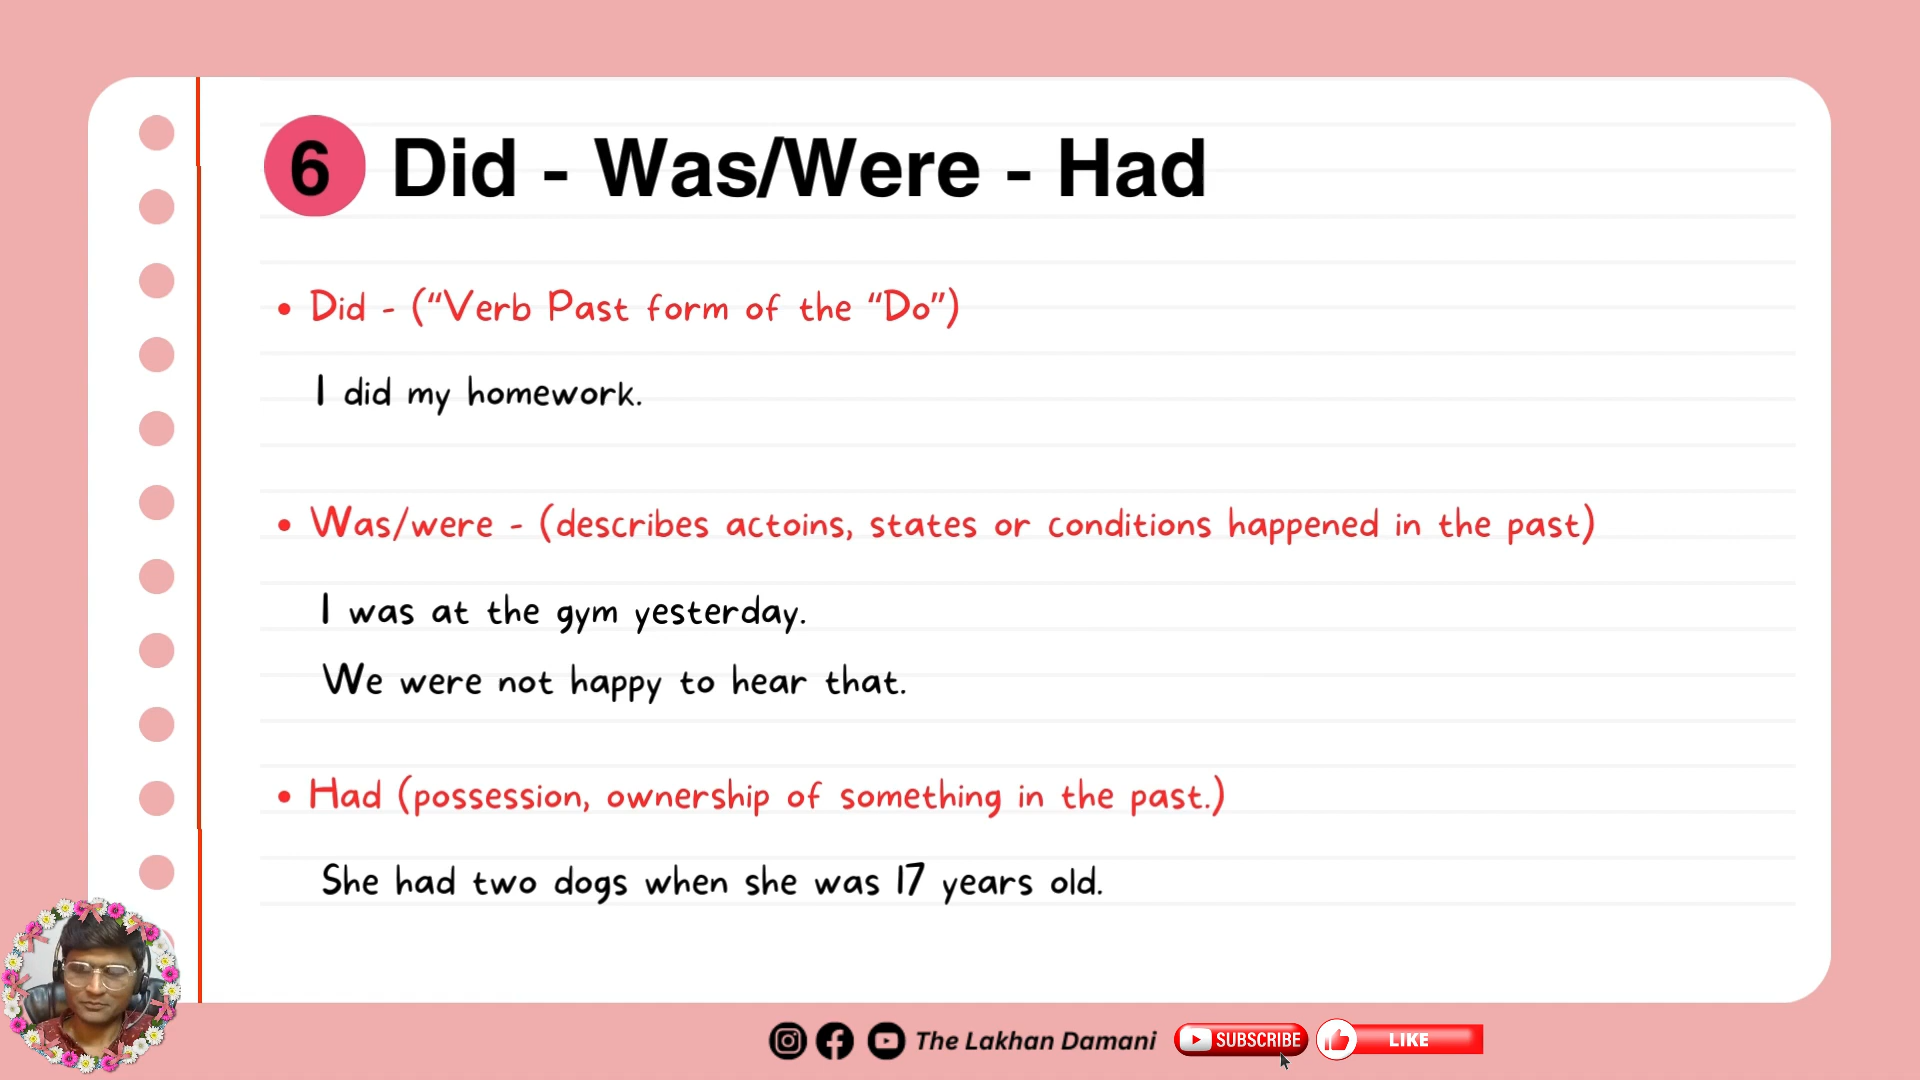 6 Did - Was/Were - Had
• Did - (“Verb Past form of the “Do”)
I did my homework.
• Was/were - (describes actoins, states or conditions happened in the past)
I was at the gym yesterday.
We were not happy to hear that.
• Had (possession, ownership of something in the past.)
She had two dogs when she was 17 years old.
The Lakhan Damani SUBSCRIBE LIKE